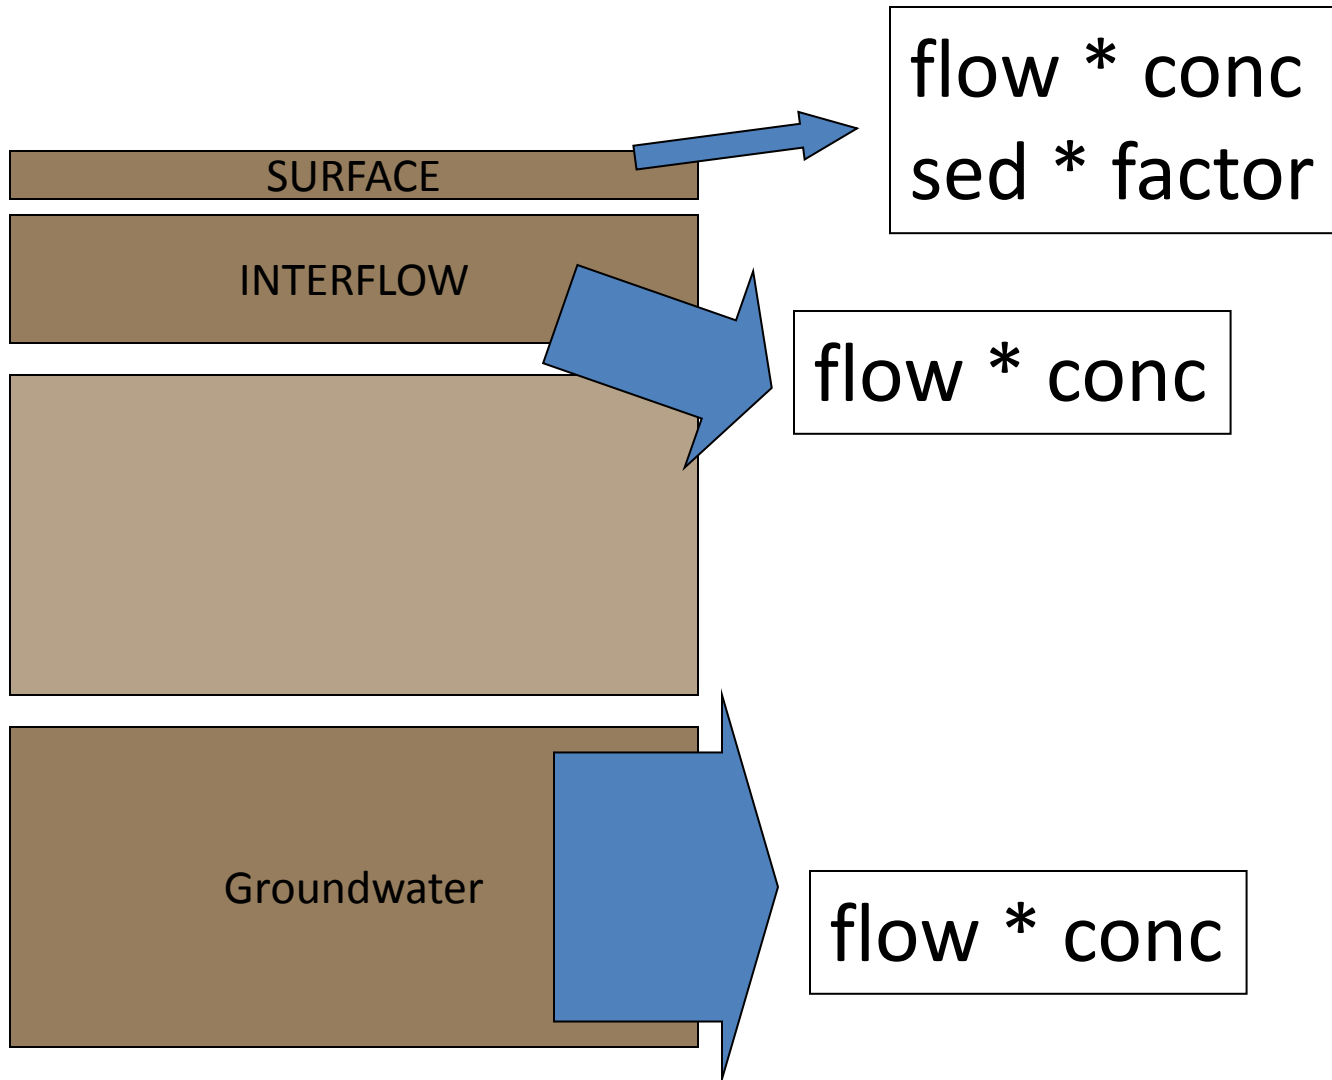 flow * conc
sed * factor
SURFACE
INTERFLOW
flow * conc
Groundwater
flow * conc